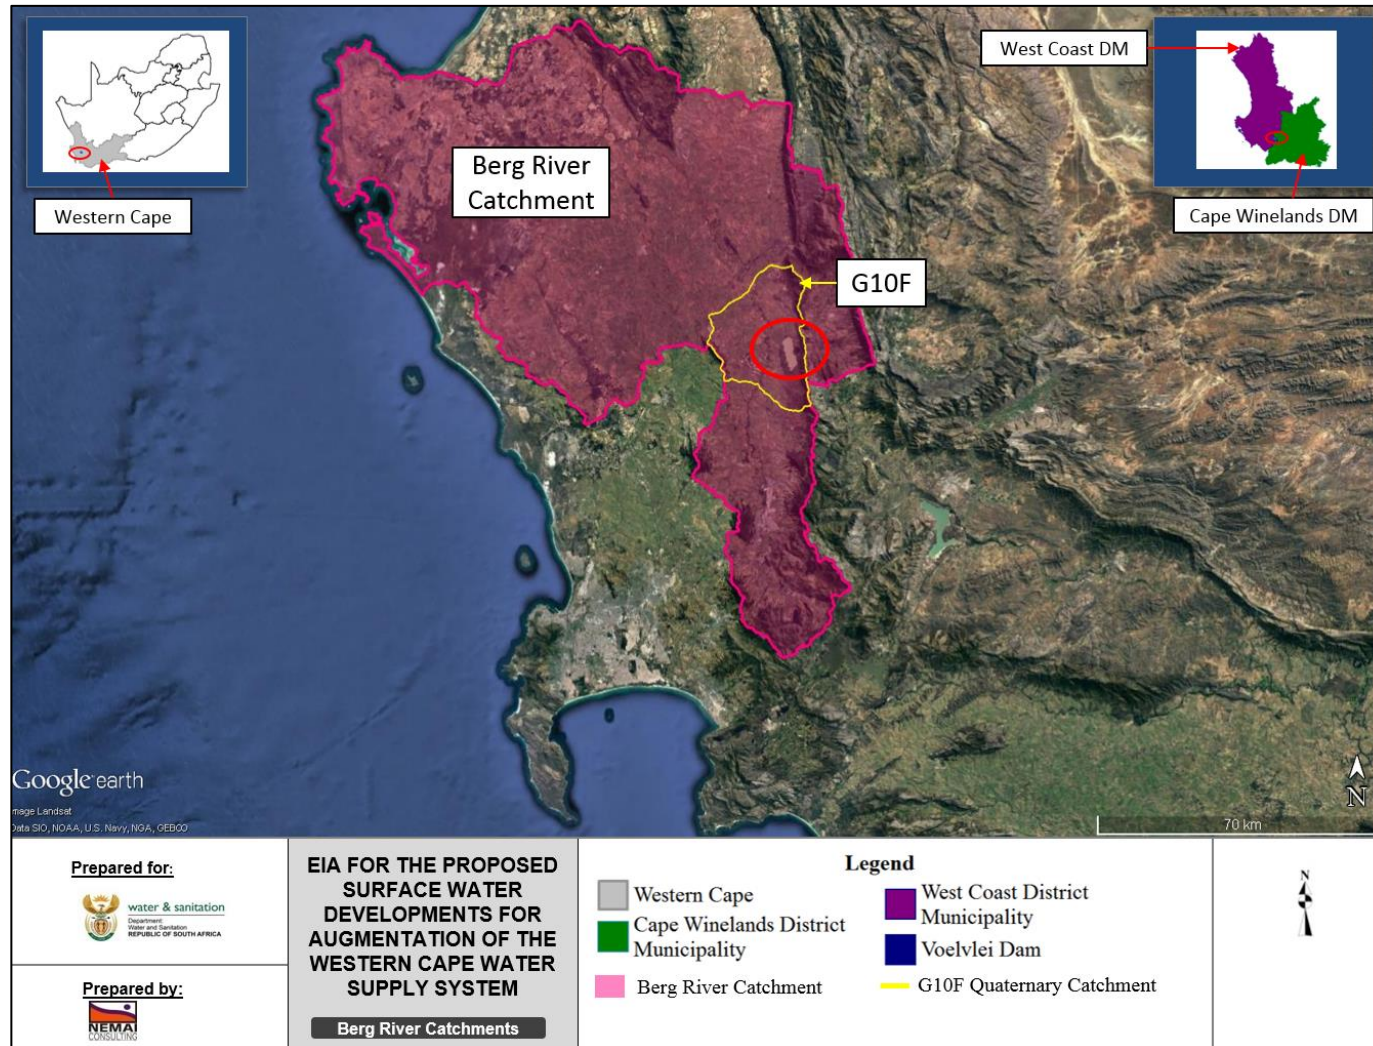 Western Cape
West Coast DM
Cape Winelands DM
Berg River
Catchment
G10F
Google earth
mage Landsat
Data SIO, NOAA, U.S. Navy, NGA, GEBCO
N
70 km
Prepared for:
water & sanitation
Department
Water and Sanitation
REPUBLIC OF SOUTH AFRICA
Prepared by:
NEMAI
CONSULTING
EIA FOR THE PROPOSED
SURFACE WATER
DEVELOPMENTS FOR
AUGMENTATION OF THE
WESTERN CAPE WATER
SUPPLY SYSTEM
Berg River Catchments
Legend
Western Cape
Cape Winelands District
Municipality
Berg River Catchment
West Coast District
Municipality
Voelvlei Dam
G10F Quaternary Catchment
N